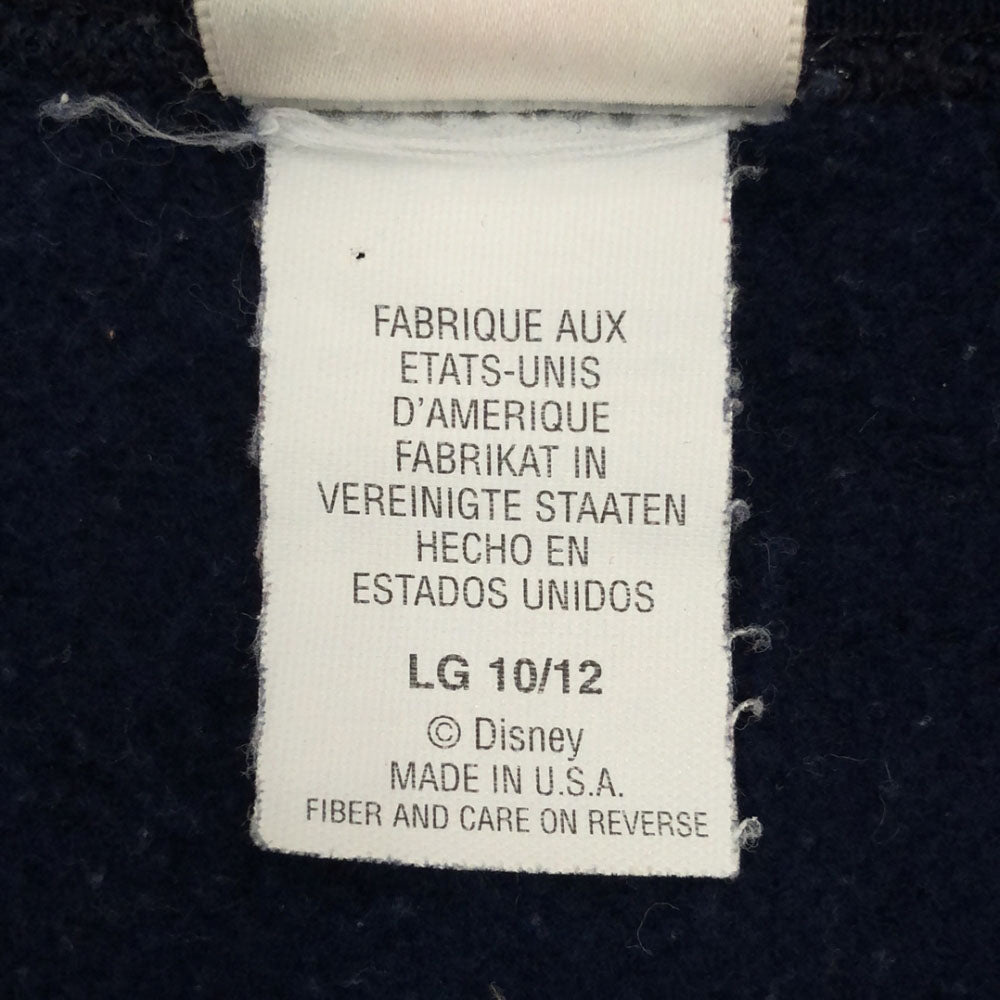 FABRIQUE AUX
ETATS-UNIS
D'AMERIQUE
FABRIKAT IN
VEREINIGTE STAATEN
HECHO EN
ESTADOS UNIDOS
LG 10/12
© Disney
MADE IN U.S.A.
FIBER AND CARE ON REVERSE